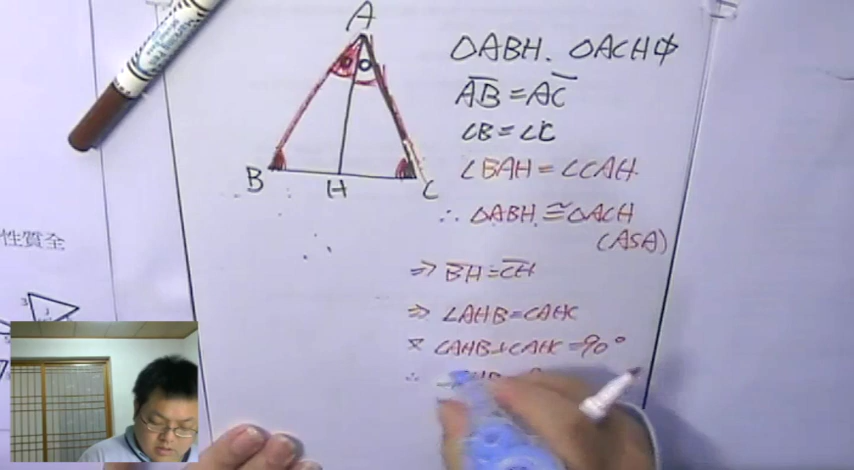 A
B
H
C
△ABH. △ACH中
AB = AC
∠B = ∠C
∠BAH = ∠CAH
∴ △ABH ≅ △ACH
(ASA)
⇒ BH = CH
⇒ ∠AHB = ∠AHC
又 ∠AHB + ∠AHC = 90°
∴
性質全
3